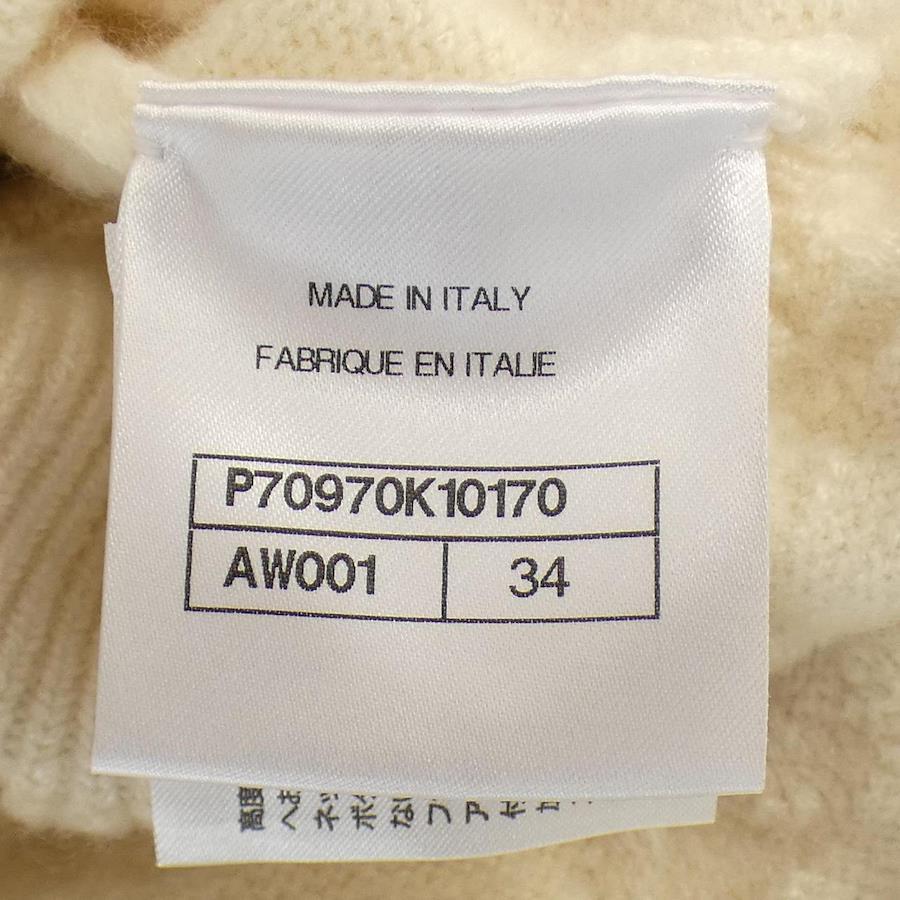 MADE IN ITALY
FABRIQUE EN ITALIE
P70970K10170
AW001 34